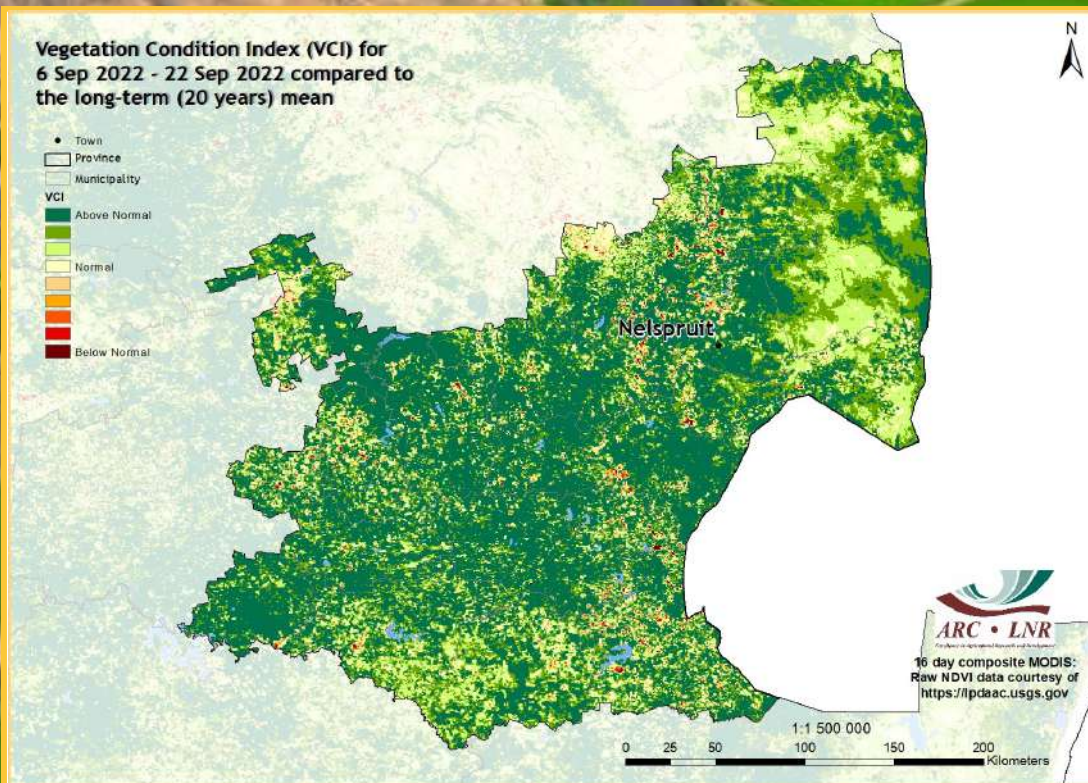 Vegetation Condition Index (VCI) for
6 Sep 2022 - 22 Sep 2022 compared to
the long-term (20 years) mean
Town
Province
Municipality
VCI
Above Normal
Normal
Below Normal
N
Nelspruit
ARC • LNR
16 day composite MODIS:
Raw NDVI data courtesy of
https://lpdaac.usgs.gov
1:1 500 000
0 25 50 100 150 200
Kilometers